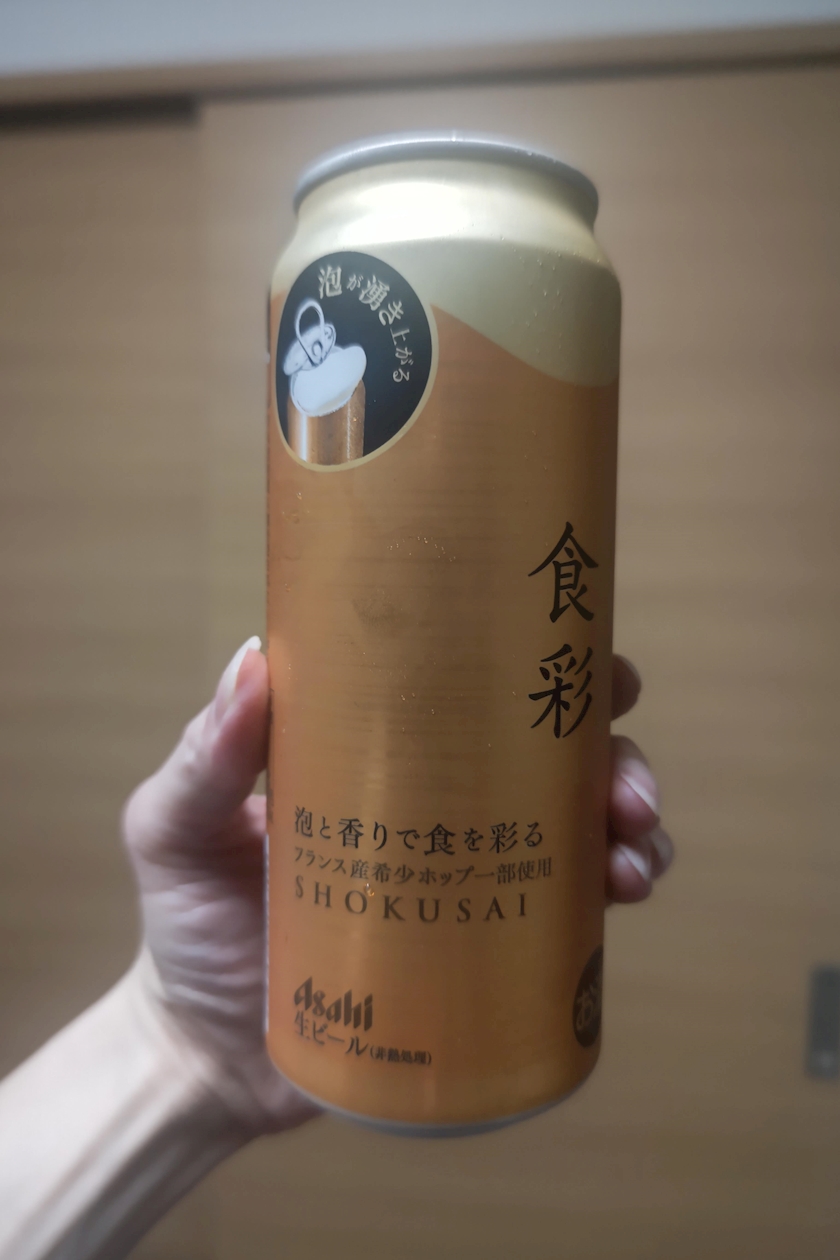 泡が湧き上がる
食彩
泡と香りで食を彩る
フランス産希少ホップ一部使用
SHOKUSAI
Asahi
生ビール(非熱処理)